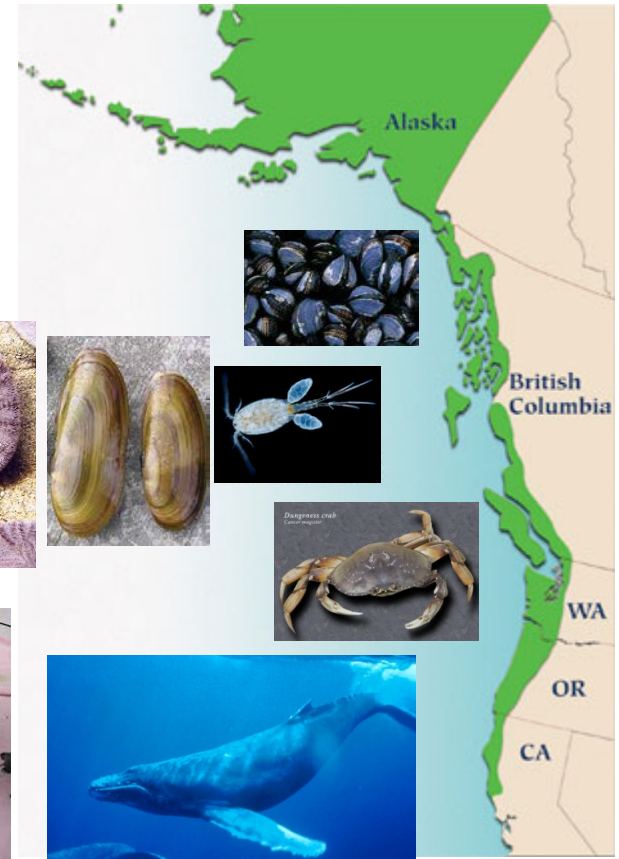 Alaska
British
Columbia
Dungeness crab
Cancer magister
WA
OR
CA